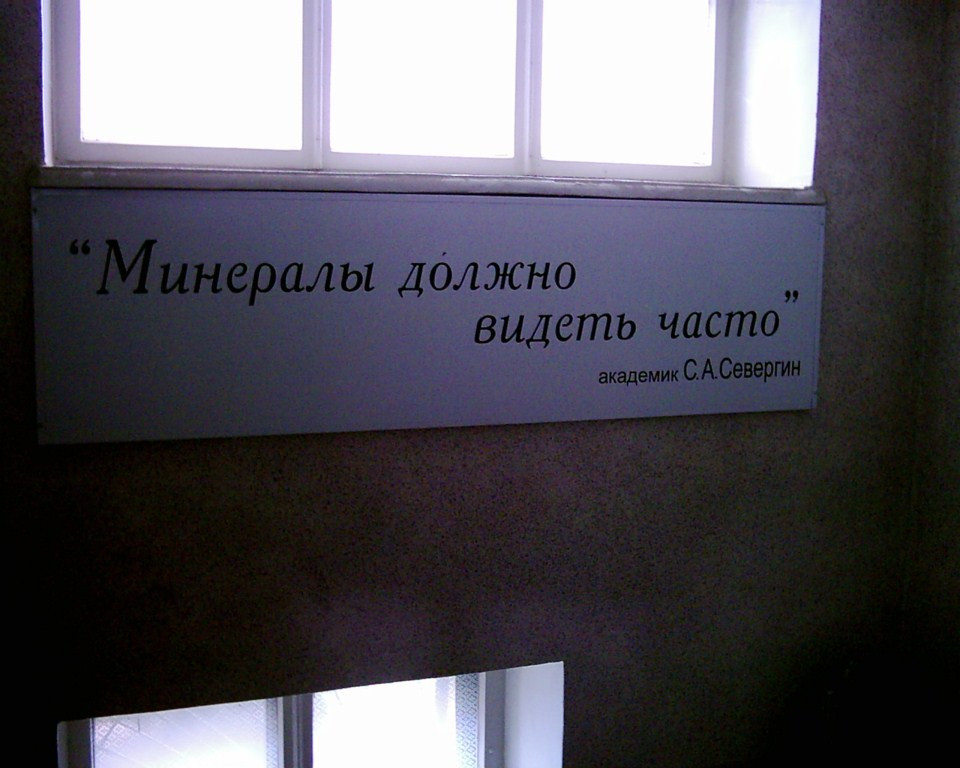 “Минералы до́лжно
видеть часто”
академик С.А.Севергин